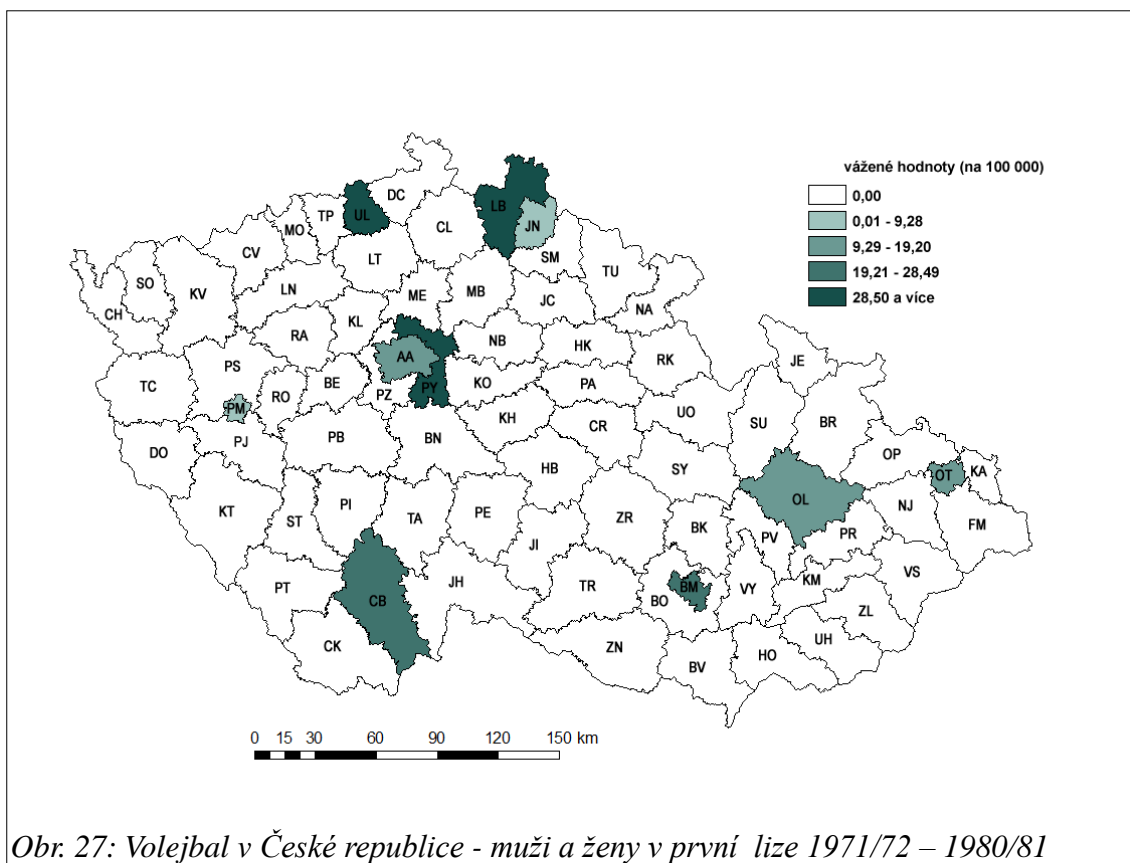 vážené hodnoty (na 100 000)
0,00
0,01 - 9,28
9,29 - 19,20
19,21 - 28,49
28,50 a více
DC
LB
UL
TP
MO
CL
JN
CV
SM
SO
LT
TU
KV
LN
ME
MB
JC
NA
CH
KL
RA
NB
HK
AA
RK
JE
PS
TC
BE
PY
KO
PA
RO
PZ
PM
UO
SU
BR
KH
CR
DO
PJ
PB
BN
OP
SY
HB
OT
KA
OL
NJ
KT
ST
PI
TA
PE
ZR
BK
FM
PV
PR
JI
VS
PT
JH
TR
BO
BM
VY
KM
CB
ZL
CK
ZN
UH
HO
BV
0 15 30 60 90 120 150 km
Obr. 27: Volejbal v České republice - muži a ženy v první lize 1971/72 – 1980/81